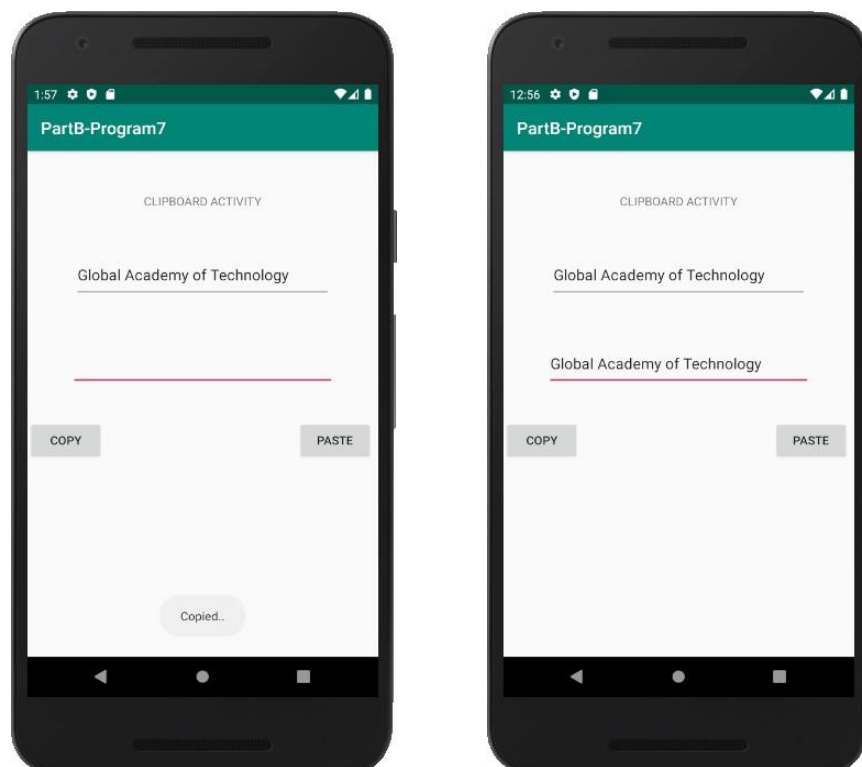 1:57
PartB-Program7
CLIPBOARD ACTIVITY
Global Academy of Technology
COPY
PASTE
Copied..
12:56
PartB-Program7
CLIPBOARD ACTIVITY
Global Academy of Technology
Global Academy of Technology
COPY
PASTE